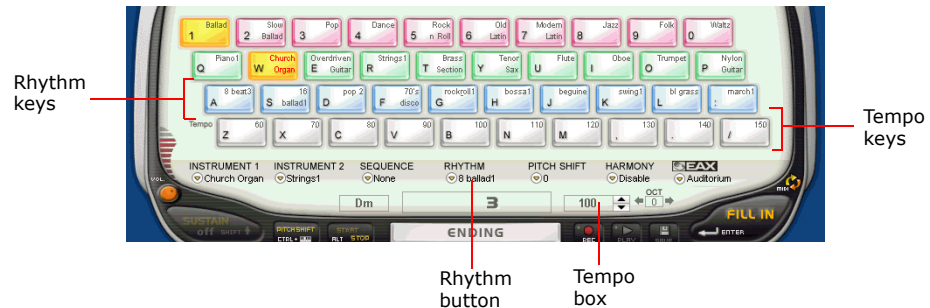 Ballad Slow Pop Dance Rock Old Modern Jazz Folk Waltz
1 2 Ballad 3 4 5 n Roll 6 Latin 7 Latin 8 9 0
Piano1 Church Overdriven Strings1 Brass Tenor Flute Oboe Trumpet Nylon
Q W Organ E Guitar R T Section Y Sax U I O P Guitar
Rhythm
keys
8 beat3 16 pop 2 70's rockroll1 bossa1 beguine swing1 bl grass march1
A S ballad1 D F disco G H J K L :
Tempo 60 70 80 90 100 110 120 130 140 150
Z X C V B N M , . /
Tempo
keys
INSTRUMENT 1 INSTRUMENT 2 SEQUENCE RHYTHM PITCH SHIFT HARMONY EAX
VOL. Church Organ Strings1 None 8 ballad1 0 Disable Auditorium
MIDI
Dm 3 100 OCT 0
FILL IN
SUSTAIN
off SHIFT PITCHSHIFT START ENDING ENTER
CTRL+ ALT STOP REC PLAY
Rhythm
button
Tempo
box